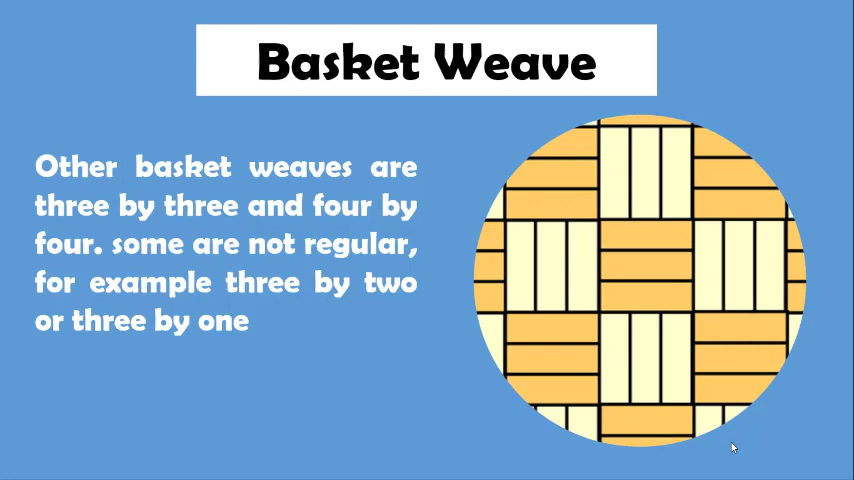 Basket Weave
Other basket weaves are
three by three and four by
four. some are not regular,
for example three by two
or three by one